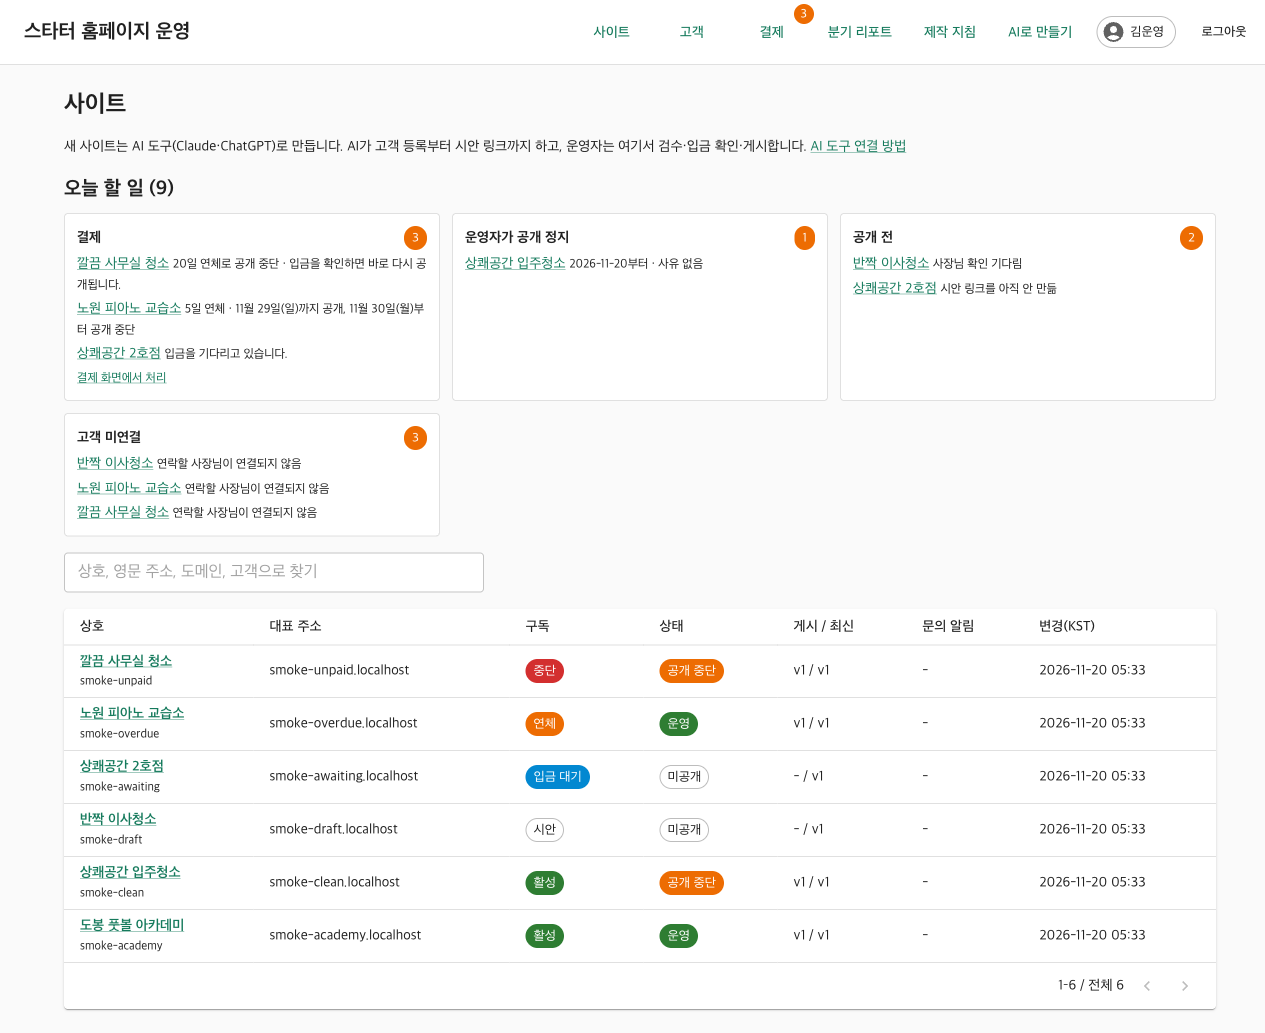 스타터 홈페이지 운영
사이트
고객
결제
3
분기 리포트
제작 지침
AI로 만들기
김운영
로그아웃
사이트
새 사이트는 AI 도구(Claude·ChatGPT)로 만듭니다. AI가 고객 등록부터 시안 링크까지 하고, 운영자는 여기서 검수·입금 확인·게시합니다. AI 도구 연결 방법
오늘 할 일 (9)
결제
3
깔끔 사무실 청소 20일 연체로 공개 중단 · 입금을 확인하면 바로 다시 공
개됩니다.
노원 피아노 교습소 5일 연체 · 11월 29일(일)까지 공개, 11월 30일(월)부
터 공개 중단
상쾌공간 2호점 입금을 기다리고 있습니다.
결제 화면에서 처리
운영자가 공개 정지
1
상쾌공간 입주청소 2026-11-20부터 · 사유 없음
공개 전
2
반짝 이사청소 사장님 확인 기다림
상쾌공간 2호점 시안 링크를 아직 안 만듦
고객 미연결
3
반짝 이사청소 연락할 사장님이 연결되지 않음
노원 피아노 교습소 연락할 사장님이 연결되지 않음
깔끔 사무실 청소 연락할 사장님이 연결되지 않음
상호, 영문 주소, 도메인, 고객으로 찾기
상호 대표 주소 구독 상태 게시 / 최신 문의 알림 변경(KST)
깔끔 사무실 청소
smoke-unpaid
smoke-unpaid.localhost 중단 공개 중단 v1 / v1 - 2026-11-20 05:33
노원 피아노 교습소
smoke-overdue
smoke-overdue.localhost 연체 운영 v1 / v1 - 2026-11-20 05:33
상쾌공간 2호점
smoke-awaiting
smoke-awaiting.localhost 입금 대기 미공개 - / v1 - 2026-11-20 05:33
반짝 이사청소
smoke-draft
smoke-draft.localhost 시안 미공개 - / v1 - 2026-11-20 05:33
상쾌공간 입주청소
smoke-clean
smoke-clean.localhost 활성 공개 중단 v1 / v1 - 2026-11-20 05:33
도봉 풋볼 아카데미
smoke-academy
smoke-academy.localhost 활성 운영 v1 / v1 - 2026-11-20 05:33
1-6 / 전체 6